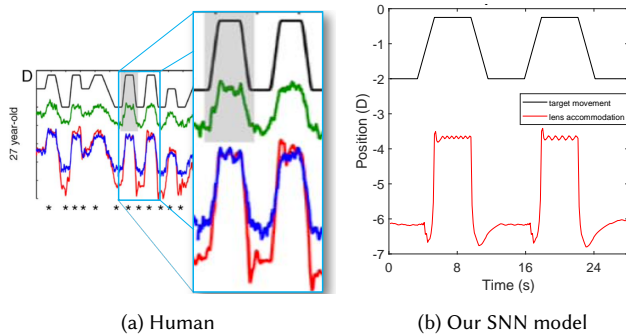 a
D
27 year-old
* * * * * * * * * * *
(a) Human
b
0
-1
-2
-3
-4
-5
-6
-7
Position (D)
target movement
lens accommodation
0 8 16 24
Time (s)
(b) Our SNN model